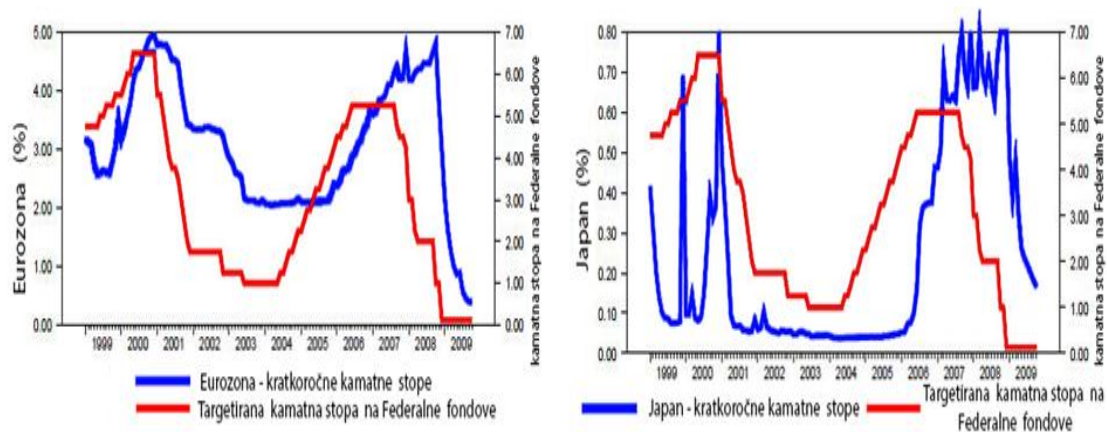 5.00
4.00
3.00
2.00
1.00
0.00
Eurozona (%)
7.00
6.00
5.00
4.00
3.00
2.00
1.00
0.00
kamatna stopa na Federalne fondove
1999 2000 2001 2002 2003 2004 2005 2006 2007 2008 2009
Eurozona - kratkoročne kamatne stope
Targetirana kamatna stopa na Federalne fondove
0.80
0.70
0.60
0.50
0.40
0.30
0.20
0.10
0.00
Japan (%)
7.00
6.00
5.00
4.00
3.00
2.00
1.00
0.00
kamatna stopa na Federalne fondove
1999 2000 2001 2002 2003 2004 2005 2006 2007 2008 2009
Japan - kratkoročne kamatne stope
Targetirana kamatna stopa na
Federalne fondove